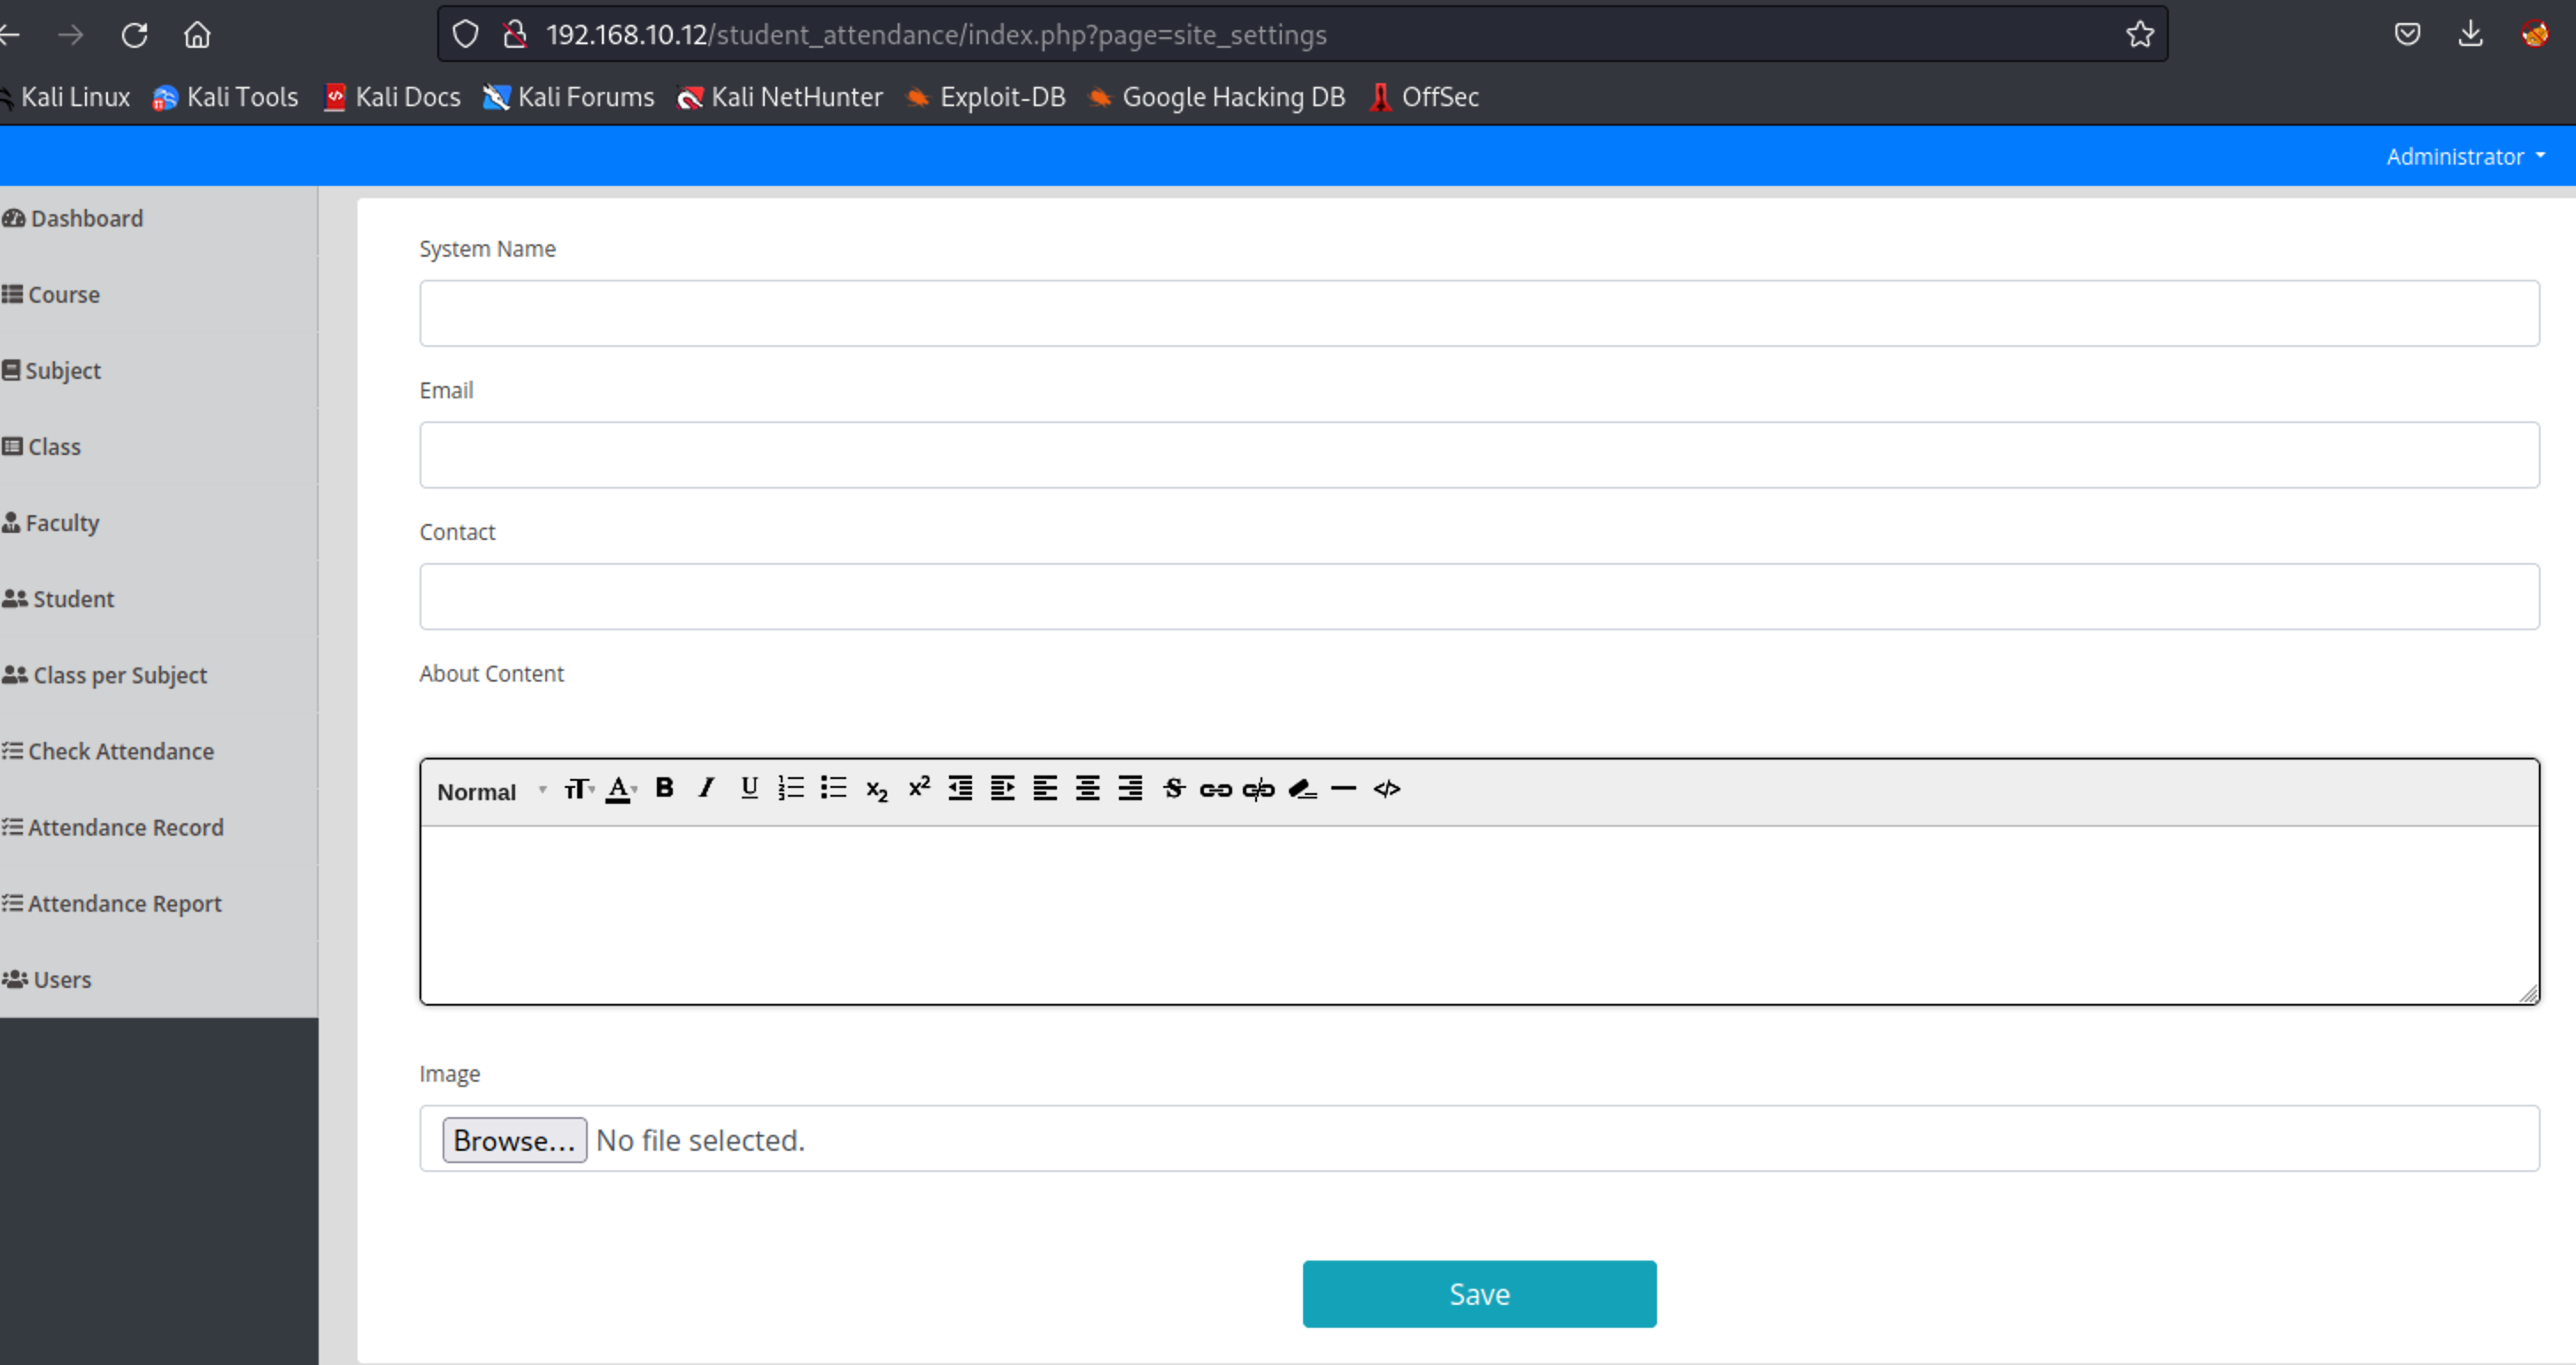 192.168.10.12/student_attendance/index.php?page=site_settings
Kali Linux Kali Tools Kali Docs Kali Forums Kali NetHunter Exploit-DB Google Hacking DB OffSec
Administrator
Dashboard
Course
Subject
Class
Faculty
Student
Class per Subject
Check Attendance
Attendance Record
Attendance Report
Users
System Name
Email
Contact
About Content
Normal
Image
Browse... No file selected.
Save